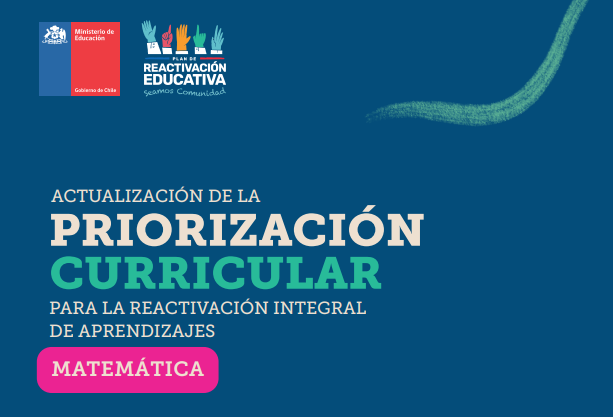 Ministerio de
Educación
Gobierno de Chile
PLAN DE
REACTIVACIÓN
EDUCATIVA
Seamos Comunidad
ACTUALIZACIÓN DE LA
PRIORIZACIÓN
CURRICULAR
PARA LA REACTIVACIÓN INTEGRAL
DE APRENDIZAJES
MATEMÁTICA